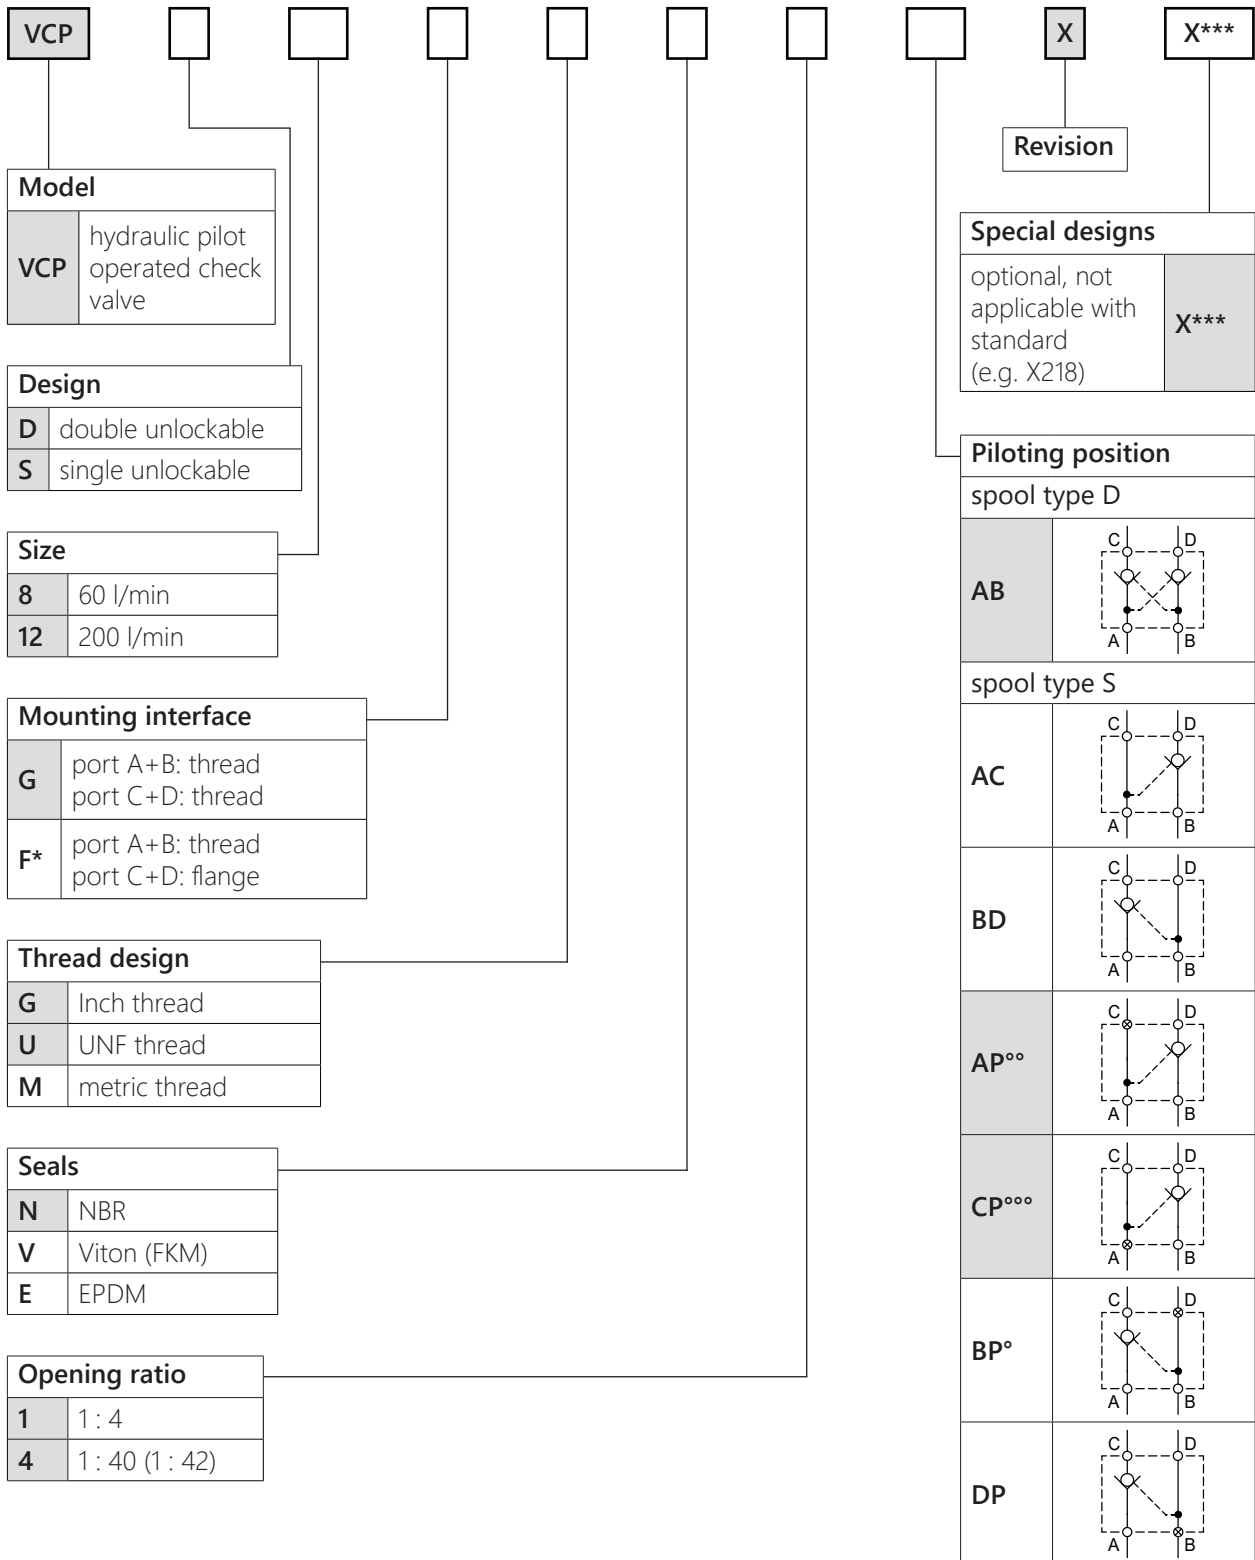 VCP X X***
Revision
Model
VCP hydraulic pilot
operated check
valve
Design
D double unlockable
S single unlockable
Size
8 60 l/min
12 200 l/min
Mounting interface
G port A+B: thread
port C+D: thread
F* port A+B: thread
port C+D: flange
Thread design
G Inch thread
U UNF thread
M metric thread
Seals
N NBR
V Viton (FKM)
E EPDM
Opening ratio
1 1 : 4
4 1 : 40 (1 : 42)
Special designs
optional, not
applicable with
standard
(e.g. X218)
X***
Piloting position
spool type D
C D
AB
A B
spool type S
C D
AC
A B
C D
BD
A B
C D
AP°°
A B
C D
CP°°°
A B
C D
BP°
A B
C D
DP
A B